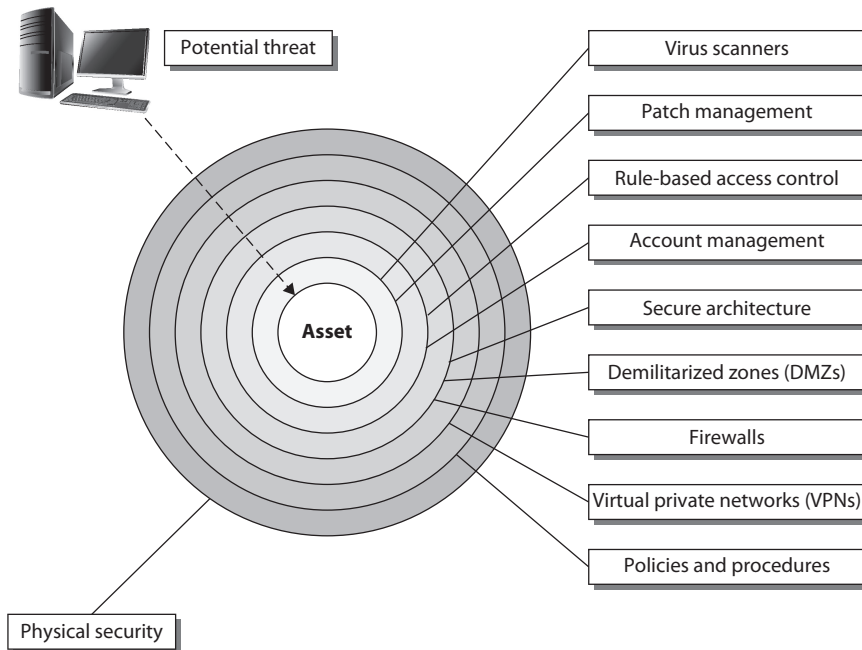 Potential threat
Virus scanners
Patch management
Rule-based access control
Account management
Secure architecture
Asset
Demilitarized zones (DMZs)
Firewalls
Virtual private networks (VPNs)
Policies and procedures
Physical security